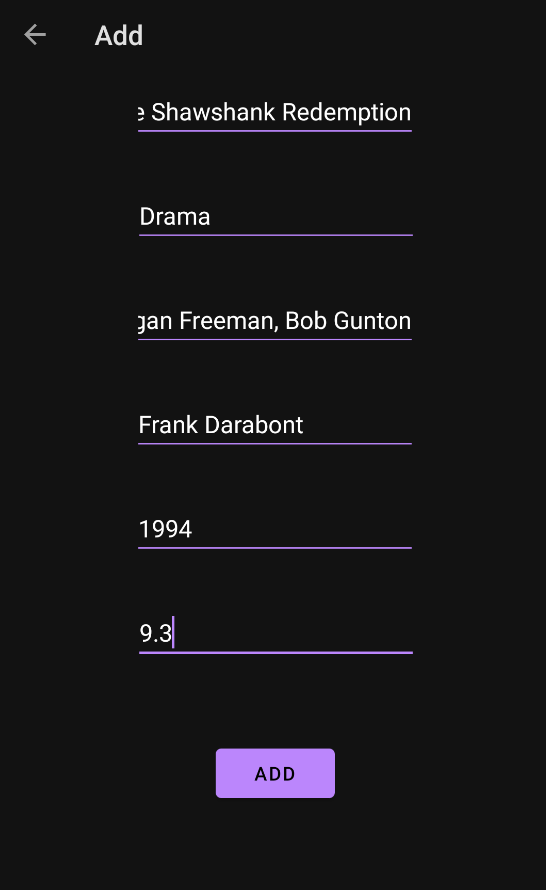 Add
e Shawshank Redemption
Drama
gan Freeman, Bob Gunton
Frank Darabont
1994
9.3
ADD